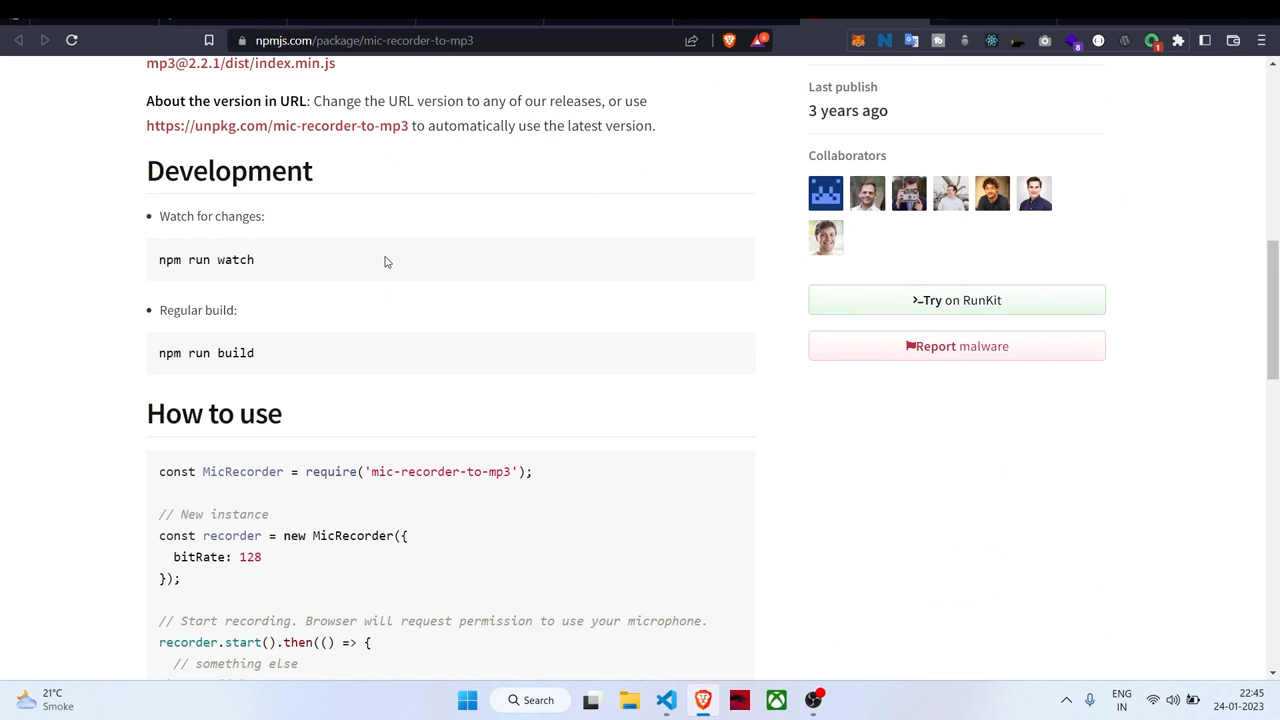 npmjs.com/package/mic-recorder-to-mp3
mp3@2.2.1/dist/index.min.js
About the version in URL: Change the URL version to any of our releases, or use
https://unpkg.com/mic-recorder-to-mp3 to automatically use the latest version.
Development
Watch for changes:
npm run watch
Regular build:
npm run build
How to use
const MicRecorder = require('mic-recorder-to-mp3');
// New instance
const recorder = new MicRecorder({
bitRate: 128
});
// Start recording. Browser will request permission to use your microphone.
recorder.start().then(() => {
// something else
Last publish
3 years ago
Collaborators
Try on RunKit
Report malware
21°C
Smoke
Search
ENG
IN
22:45
24-01-2023